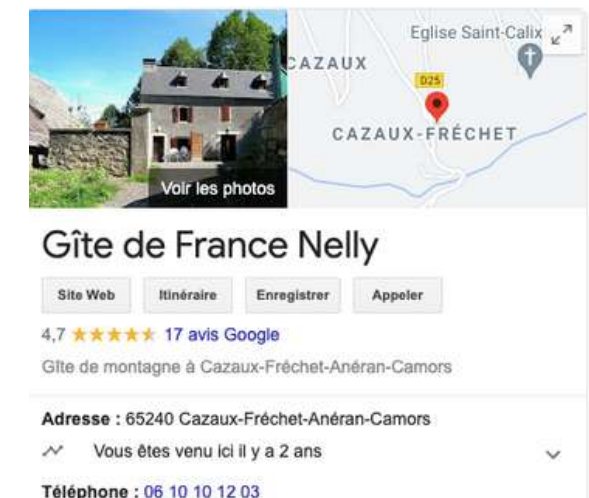 Eglise Saint-Calix
CAZAUX
D25
CAZAUX-FRÉCHET
Voir les photos
Gîte de France Nelly
Site Web Itinéraire Enregistrer Appeler
4,7 17 avis Google
Gîte de montagne à Cazaux-Fréchet-Anéran-Camors
Adresse : 65240 Cazaux-Fréchet-Anéran-Camors
Vous êtes venu ici il y a 2 ans
Téléphone : 06 10 10 12 03